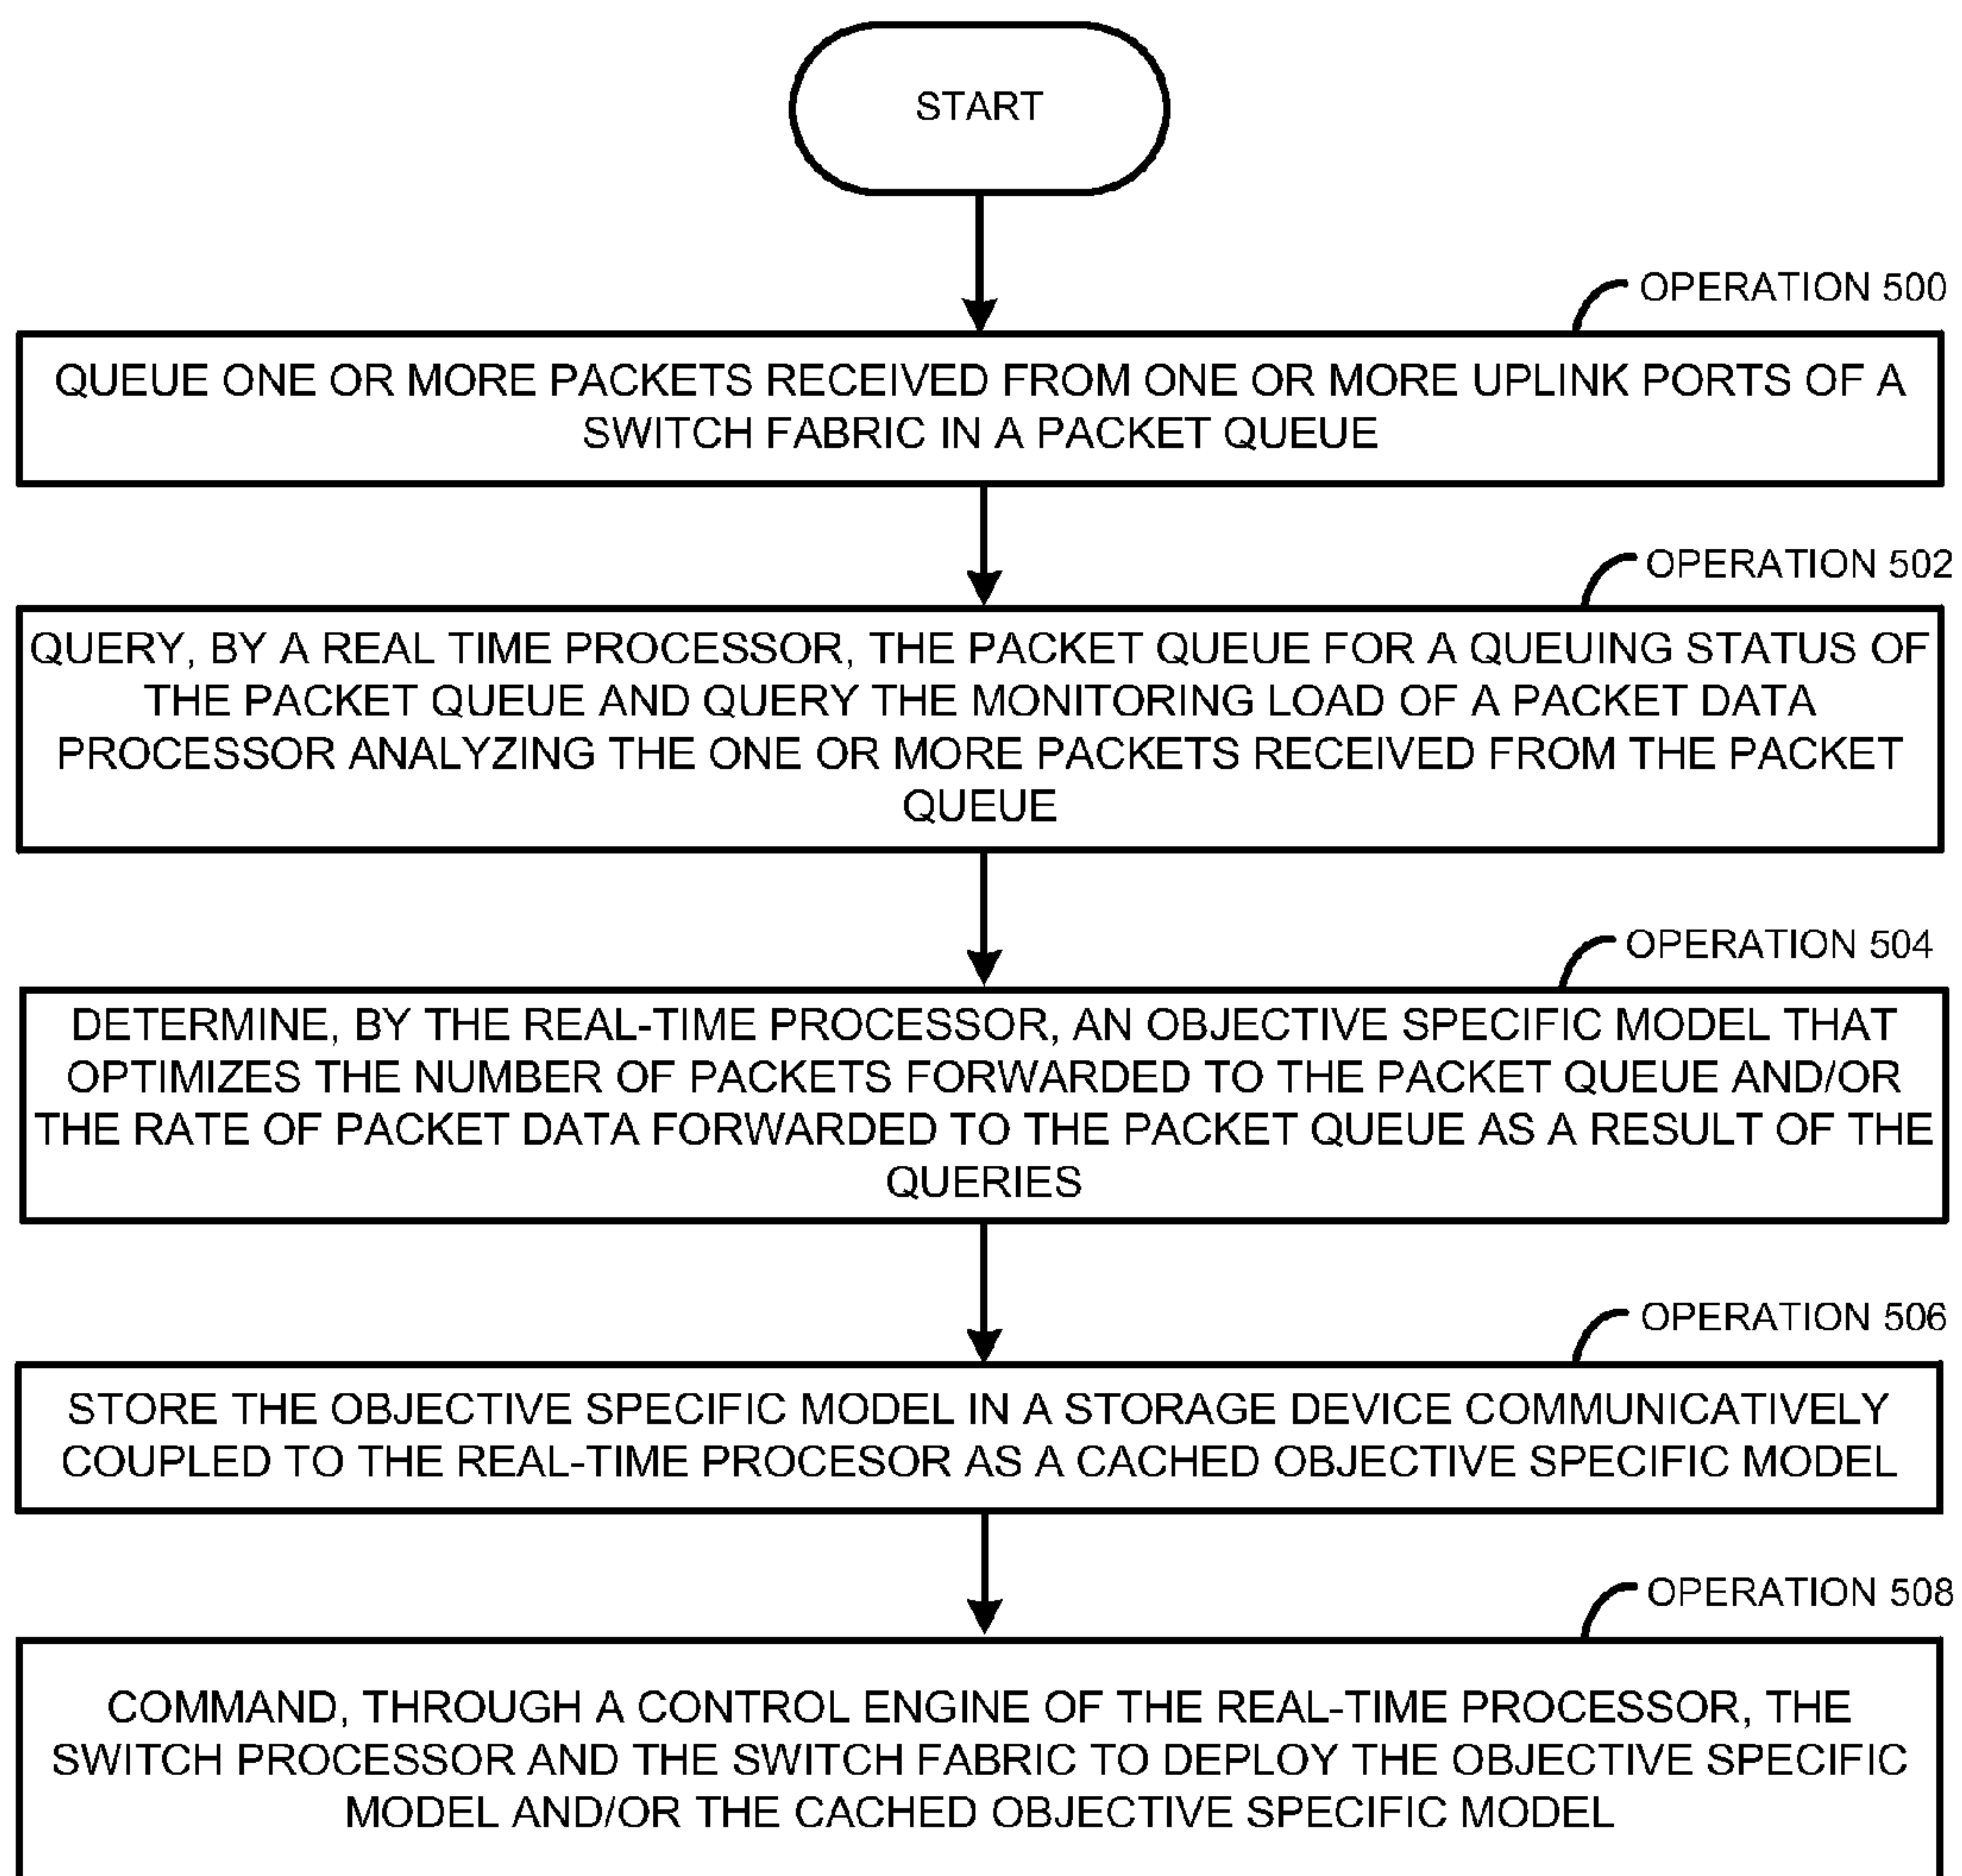 START
OPERATION 500
QUEUE ONE OR MORE PACKETS RECEIVED FROM ONE OR MORE UPLINK PORTS OF A
SWITCH FABRIC IN A PACKET QUEUE
OPERATION 502
QUERY, BY A REAL TIME PROCESSOR, THE PACKET QUEUE FOR A QUEUING STATUS OF
THE PACKET QUEUE AND QUERY THE MONITORING LOAD OF A PACKET DATA
PROCESSOR ANALYZING THE ONE OR MORE PACKETS RECEIVED FROM THE PACKET
QUEUE
OPERATION 504
DETERMINE, BY THE REAL-TIME PROCESSOR, AN OBJECTIVE SPECIFIC MODEL THAT
OPTIMIZES THE NUMBER OF PACKETS FORWARDED TO THE PACKET QUEUE AND/OR
THE RATE OF PACKET DATA FORWARDED TO THE PACKET QUEUE AS A RESULT OF THE
QUERIES
OPERATION 506
STORE THE OBJECTIVE SPECIFIC MODEL IN A STORAGE DEVICE COMMUNICATIVELY
COUPLED TO THE REAL-TIME PROCESOR AS A CACHED OBJECTIVE SPECIFIC MODEL
OPERATION 508
COMMAND, THROUGH A CONTROL ENGINE OF THE REAL-TIME PROCESSOR, THE
SWITCH PROCESSOR AND THE SWITCH FABRIC TO DEPLOY THE OBJECTIVE SPECIFIC
MODEL AND/OR THE CACHED OBJECTIVE SPECIFIC MODEL